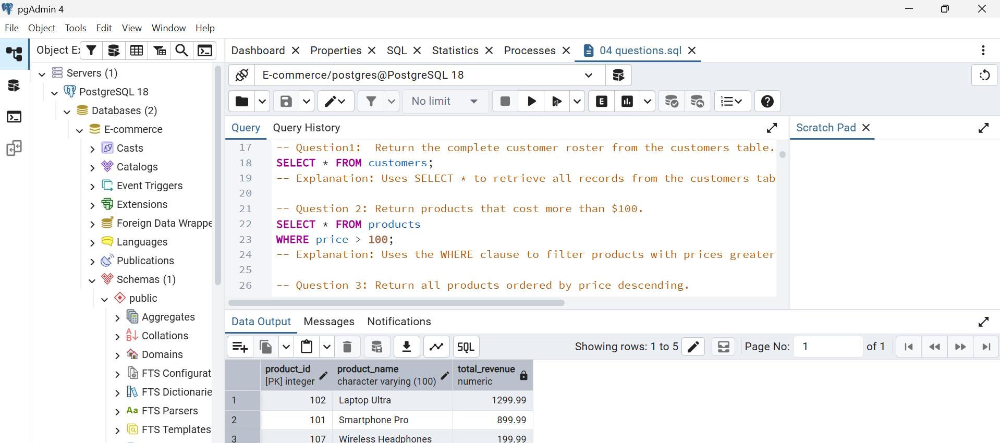 pgAdmin 4
File Object Tools Edit View Window Help
Object Ex
Dashboard Properties SQL Statistics Processes 04 questions.sql
Servers (1)
PostgreSQL 18
Databases (2)
E-commerce
Casts
Catalogs
Event Triggers
Extensions
Foreign Data Wrappe
Languages
Publications
Schemas (1)
public
Aggregates
Collations
Domains
FTS Configurat
FTS Dictionarie
Aa FTS Parsers
FTS Templates
E-commerce/postgres@PostgreSQL 18
No limit
E
Query Query History
Scratch Pad
17 -- Question1:  Return the complete customer roster from the customers table.
18 SELECT * FROM customers;
19 -- Explanation: Uses SELECT * to retrieve all records from the customers tab
20
21 -- Question 2: Return products that cost more than $100.
22 SELECT * FROM products
23 WHERE price > 100;
24 -- Explanation: Uses the WHERE clause to filter products with prices greater
25
26 -- Question 3: Return all products ordered by price descending.
Data Output Messages Notifications
SQL Showing rows: 1 to 5 Page No: 1 of 1
product_id product_name total_revenue
[PK] integer character varying (100) numeric
1 102 Laptop Ultra 1299.99
2 101 Smartphone Pro 899.99
3 107 Wireless Headphones 199.99